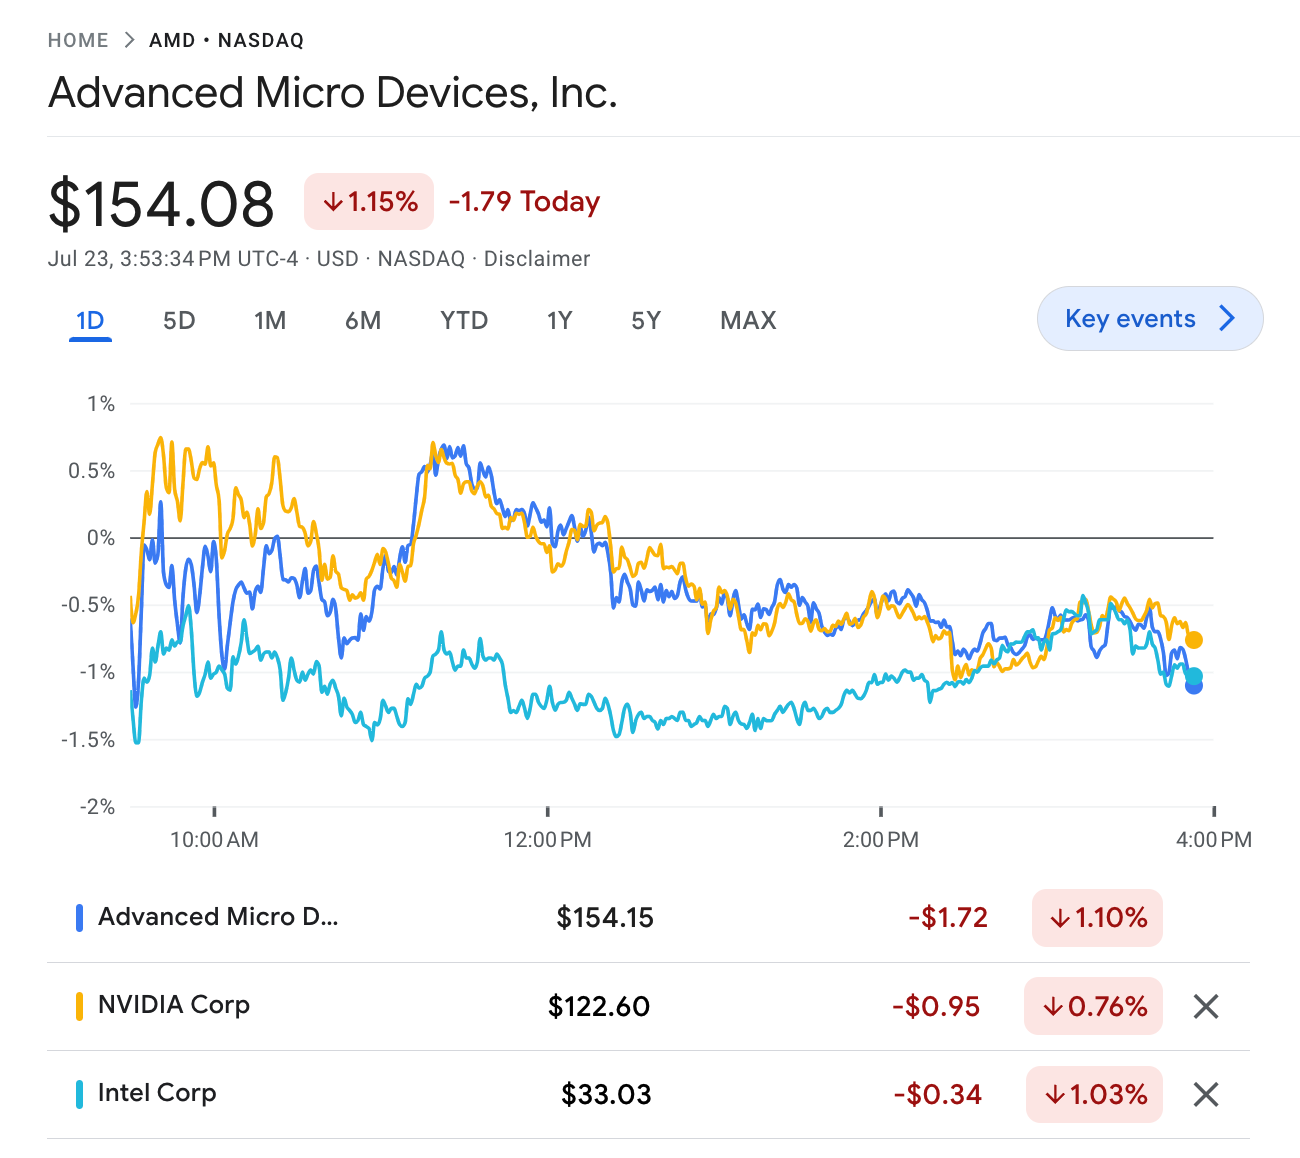 HOME > AMD • NASDAQ
Advanced Micro Devices, Inc.
$154.08 ↓1.15% -1.79 Today
Jul 23, 3:53:34 PM UTC-4 · USD · NASDAQ · Disclaimer
1D 5D 1M 6M YTD 1Y 5Y MAX Key events >
1%
0.5%
0%
-0.5%
-1%
-1.5%
-2%
10:00 AM 12:00 PM 2:00 PM 4:00 PM
Advanced Micro D... $154.15 -$1.72 ↓1.10%
NVIDIA Corp $122.60 -$0.95 ↓0.76%
Intel Corp $33.03 -$0.34 ↓1.03%